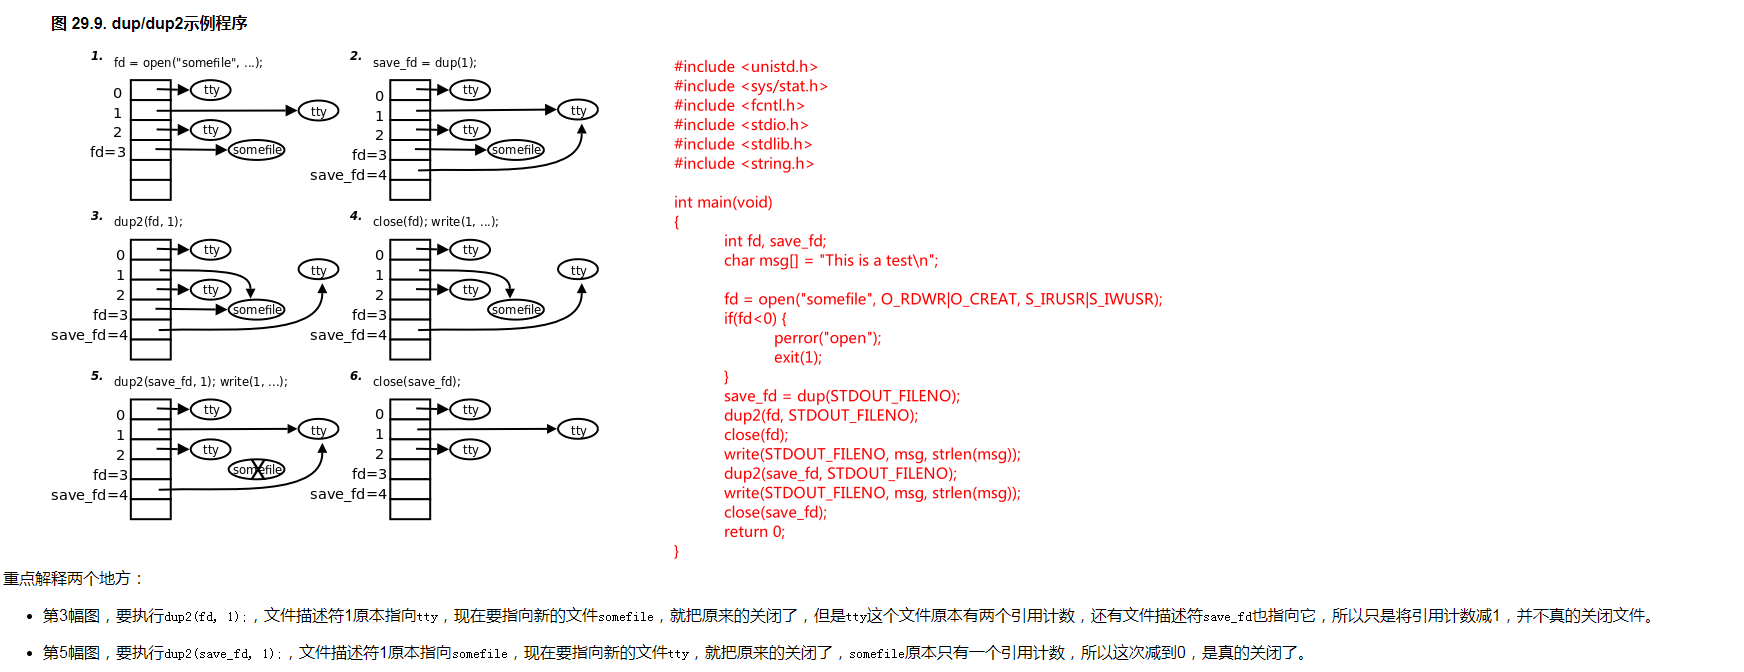 图 29.9. dup/dup2示例程序
1. fd = open("somefile", ...);
0
1
2
fd=3
tty
tty
tty
somefile
2. save_fd = dup(1);
0
1
2
fd=3
save_fd=4
tty
tty
tty
somefile
3. dup2(fd, 1);
0
1
2
fd=3
save_fd=4
tty
tty
tty
somefile
4. close(fd); write(1, ...);
0
1
2
fd=3
save_fd=4
tty
tty
tty
somefile
5. dup2(save_fd, 1); write(1, ...);
0
1
2
fd=3
save_fd=4
tty
tty
tty
somefile
6. close(save_fd);
0
1
2
fd=3
save_fd=4
tty
tty
tty
#include <unistd.h>
#include <sys/stat.h>
#include <fcntl.h>
#include <stdio.h>
#include <stdlib.h>
#include <string.h>
int main(void)
{
int fd, save_fd;
char msg[] = "This is a test\n";
fd = open("somefile", O_RDWR|O_CREAT, S_IRUSR|S_IWUSR);
if(fd<0) {
perror("open");
exit(1);
}
save_fd = dup(STDOUT_FILENO);
dup2(fd, STDOUT_FILENO);
close(fd);
write(STDOUT_FILENO, msg, strlen(msg));
dup2(save_fd, STDOUT_FILENO);
write(STDOUT_FILENO, msg, strlen(msg));
close(save_fd);
return 0;
}
重点解释两个地方：
• 第3幅图，要执行dup2(fd, 1);，文件描述符1原本指向tty，现在要指向新的文件somefile，就把原来的关闭了，但是tty这个文件原本有两个引用计数，还有文件描述符save_fd也指向它，所以只是将引用计数减1，并不真的关闭文件。
• 第5幅图，要执行dup2(save_fd, 1);，文件描述符1原本指向somefile，现在要指向新的文件tty，就把原来的关闭了，somefile原本只有一个引用计数，所以这次减到0，是真的关闭了。